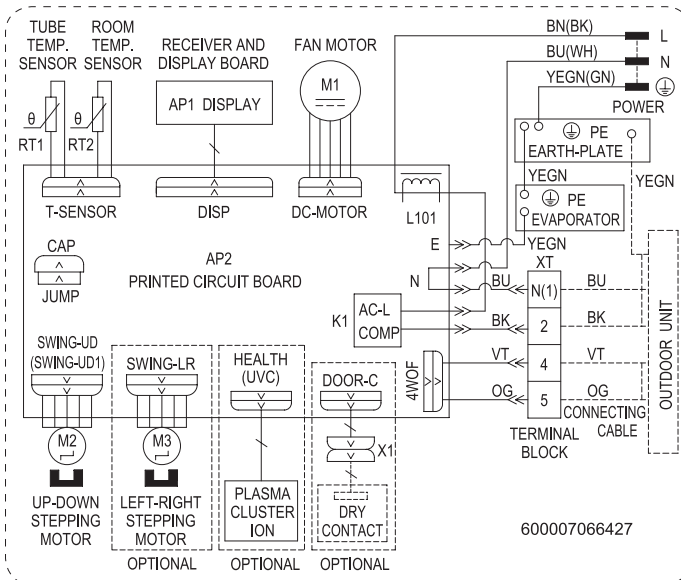 TUBE TEMP. SENSOR
ROOM TEMP. SENSOR
RECEIVER AND DISPLAY BOARD
FAN MOTOR
BN(BK)
L
BU(WH)
N
YEGN(GN)
POWER
AP1 DISPLAY
M1
θ
RT1
θ
RT2
PE
EARTH-PLATE
YEGN
YEGN
PE
EVAPORATOR
T-SENSOR
DISP
DC-MOTOR
L101
E
YEGN
AP2
PRINTED CIRCUIT BOARD
CAP
JUMP
N
XT
BU
N(1)
BU
K1
AC-L
COMP
BK
2
BK
4WOF
VT
4
VT
OG
5
OG
OUTDOOR UNIT
CONNECTING CABLE
TERMINAL BLOCK
SWING-UD
(SWING-UD1)
SWING-LR
HEALTH
(UVC)
DOOR-C
M2
M3
X1
UP-DOWN
STEPPING
MOTOR
LEFT-RIGHT
STEPPING
MOTOR
PLASMA
CLUSTER
ION
DRY
CONTACT
OPTIONAL
OPTIONAL
OPTIONAL
600007066427